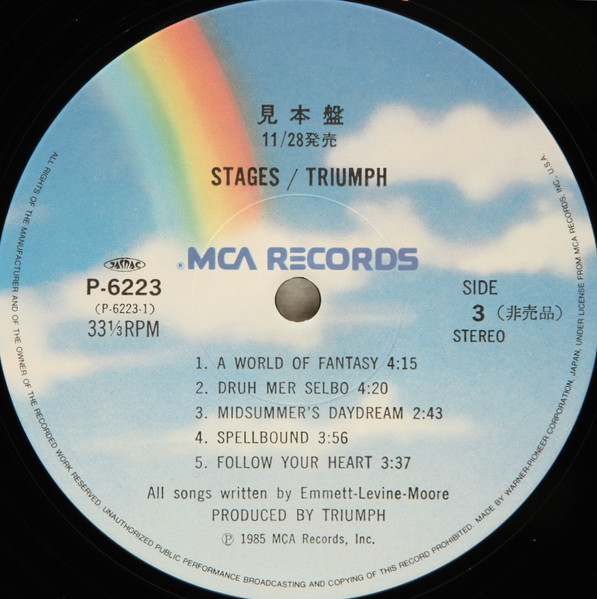 見本盤
11/28発売
STAGES / TRIUMPH
® MCA RECORDS
JASRAC
P-6223
(P-6223-1)
33⅓RPM
SIDE
3 (非売品)
STEREO
1. A WORLD OF FANTASY 4:15
2. DRUH MER SELBO 4:20
3. MIDSUMMER'S DAYDREAM 2:43
4. SPELLBOUND 3:56
5. FOLLOW YOUR HEART 3:37
All songs written by Emmett-Levine-Moore
PRODUCED BY TRIUMPH
Ⓟ 1985 MCA Records, Inc.
ALL RIGHTS OF THE MANUFACTURER AND OF THE OWNER OF THE RECORDED WORK RESERVED. UNAUTHORIZED PUBLIC PERFORMANCE BROADCASTING AND COPYING OF THIS RECORD PROHIBITED. MADE BY WARNER-PIONEER CORPORATION, JAPAN, UNDER LICENSE FROM MCA RECORDS, INC., U.S.A.